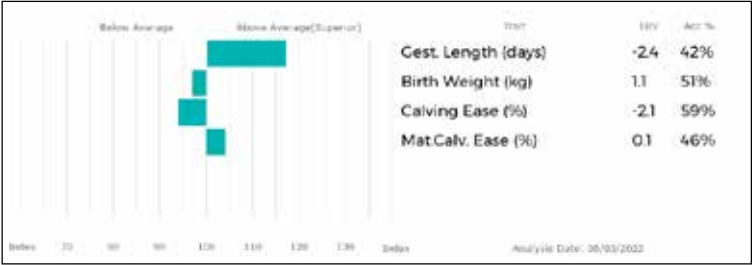 Below Average Above Average(Superior) Trait EBV Acc %
Gest. Length (days) -2.4 42%
Birth Weight (kg) 1.1 51%
Calving Ease (%) -2.1 59%
Mat.Calv. Ease (%) 0.1 46%
Index 70 80 90 100 110 120 130 Index Analysis Date: 30/03/2022